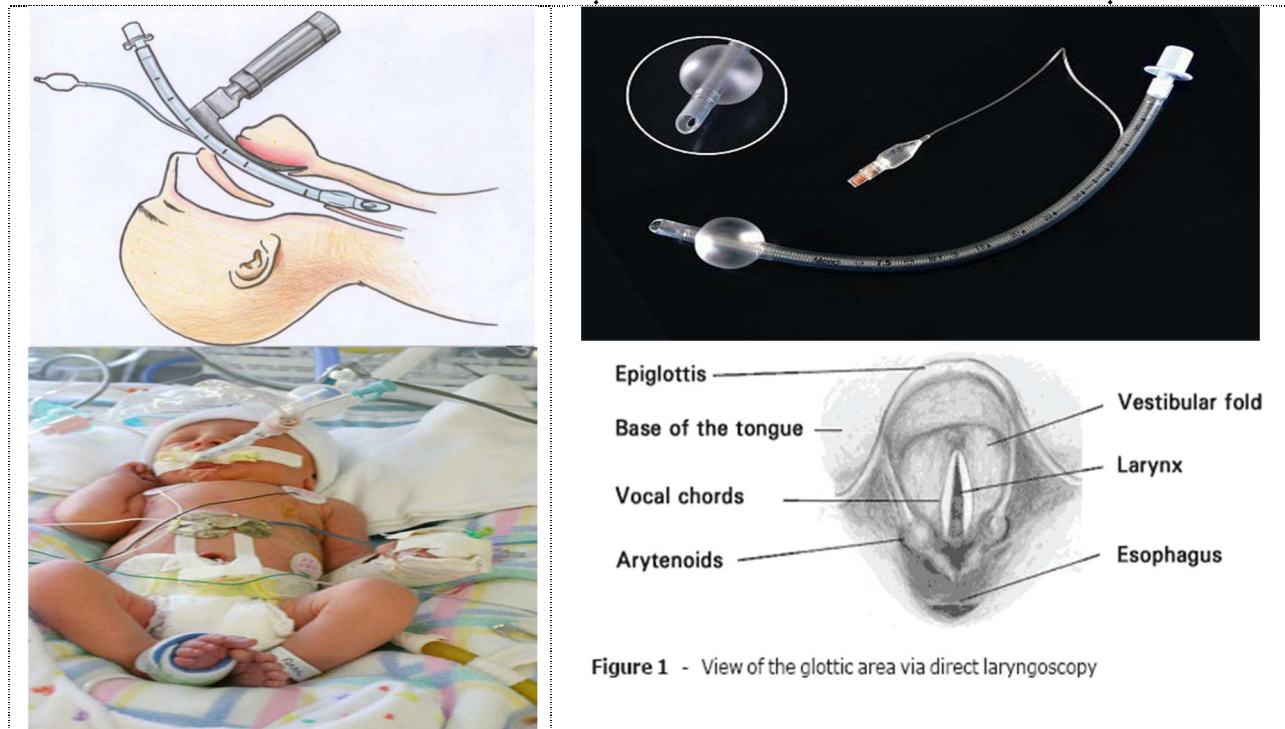 Epiglottis
Base of the tongue
Vocal chords
Arytenoids
Vestibular fold
Larynx
Esophagus
Figure 1 - View of the glottic area via direct laryngoscopy